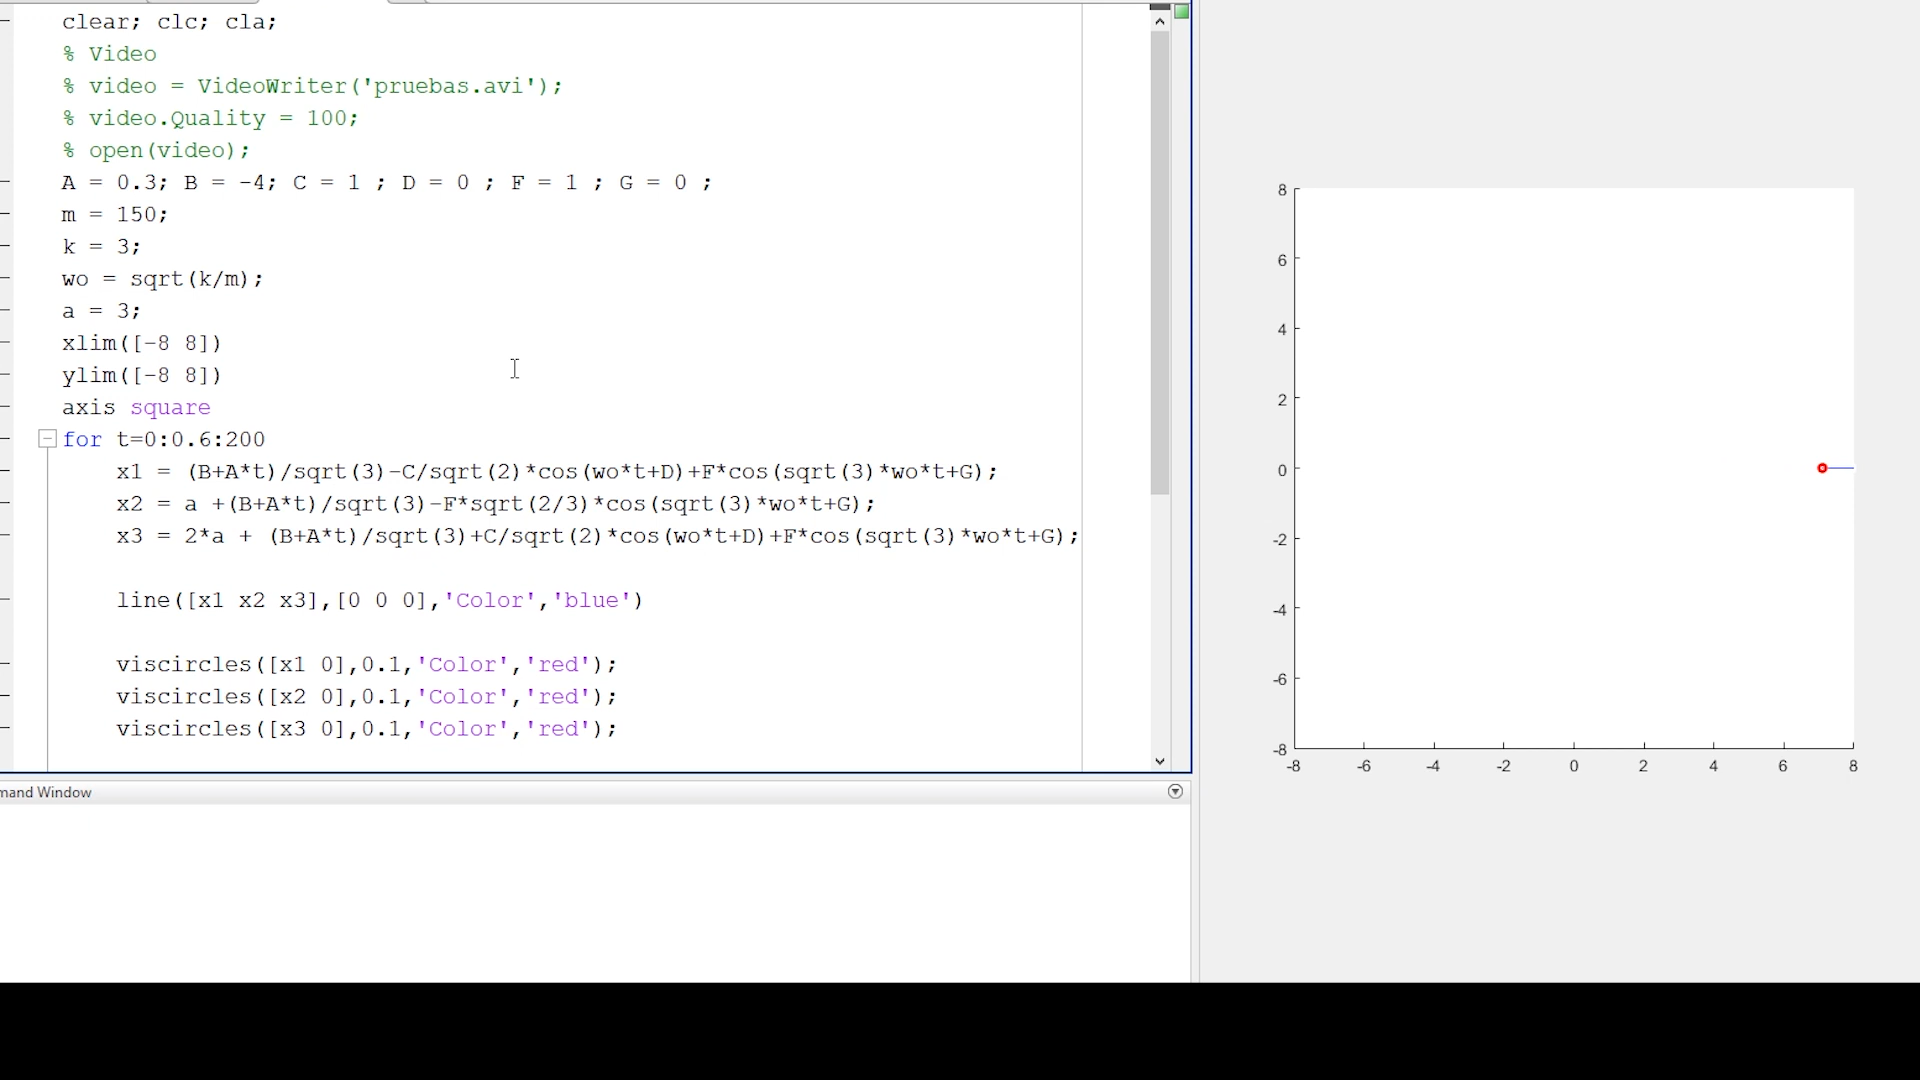 clear; clc; cla;
% Video
% video = VideoWriter('pruebas.avi');
% video.Quality = 100;
% open(video);
A = 0.3; B = -4; C = 1 ; D = 0 ; F = 1 ; G = 0 ;
m = 150;
k = 3;
wo = sqrt(k/m);
a = 3;
xlim([-8 8])
ylim([-8 8])
axis square
for t=0:0.6:200
x1 = (B+A*t)/sqrt(3)-C/sqrt(2)*cos(wo*t+D)+F*cos(sqrt(3)*wo*t+G);
x2 = a +(B+A*t)/sqrt(3)-F*sqrt(2/3)*cos(sqrt(3)*wo*t+G);
x3 = 2*a + (B+A*t)/sqrt(3)+C/sqrt(2)*cos(wo*t+D)+F*cos(sqrt(3)*wo*t+G);
line([x1 x2 x3],[0 0 0],'Color','blue')
viscircles([x1 0],0.1,'Color','red');
viscircles([x2 0],0.1,'Color','red');
viscircles([x3 0],0.1,'Color','red');
mand Window
8
6
4
2
0
-2
-4
-6
-8
-8 -6 -4 -2 0 2 4 6 8